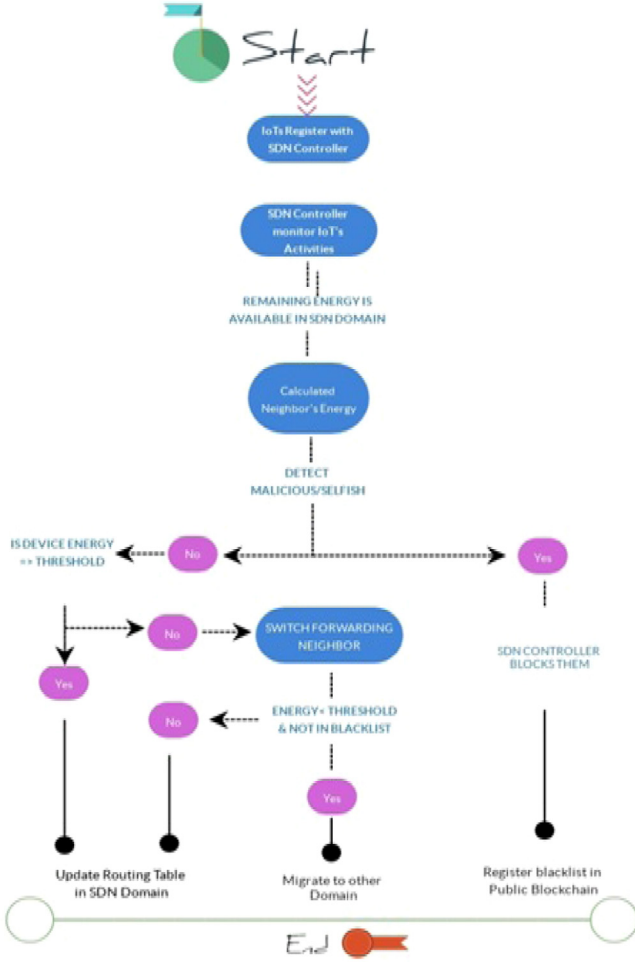 Start
IoTs Register with
SDN Controller
SDN Controller
monitor IoT's
Activities
REMAINING ENERGY IS
AVAILABLE IN SDN DOMAIN
Calculated
Neighbor's Energy
DETECT
MALICIOUS/SELFISH
IS DEVICE ENERGY
== THRESHOLD
No
Yes
No
SWITCH FORWARDING
NEIGHBOR
SDN CONTROLLER
BLOCKS THEM
Yes
No
ENERGY< THRESHOLD
& NOT IN BLACKLIST
Yes
Update Routing Table
in SDN Domain
Migrate to other
Domain
Register blacklist in
Public Blockchain
End